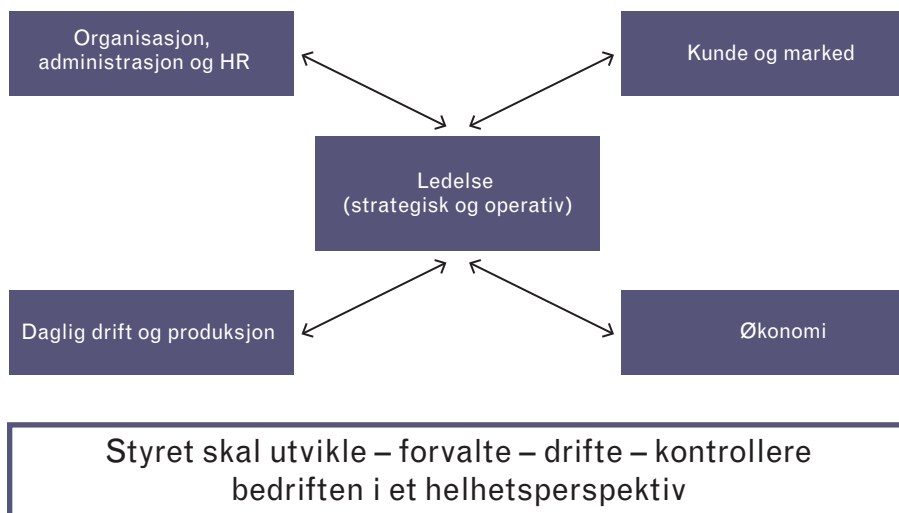 Organisasjon,
administrasjon og HR
Kunde og marked
Ledelse
(strategisk og operativ)
Daglig drift og produksjon
Økonomi
Styret skal utvikle – forvalte – drifte – kontrollere
bedriften i et helhetsperspektiv